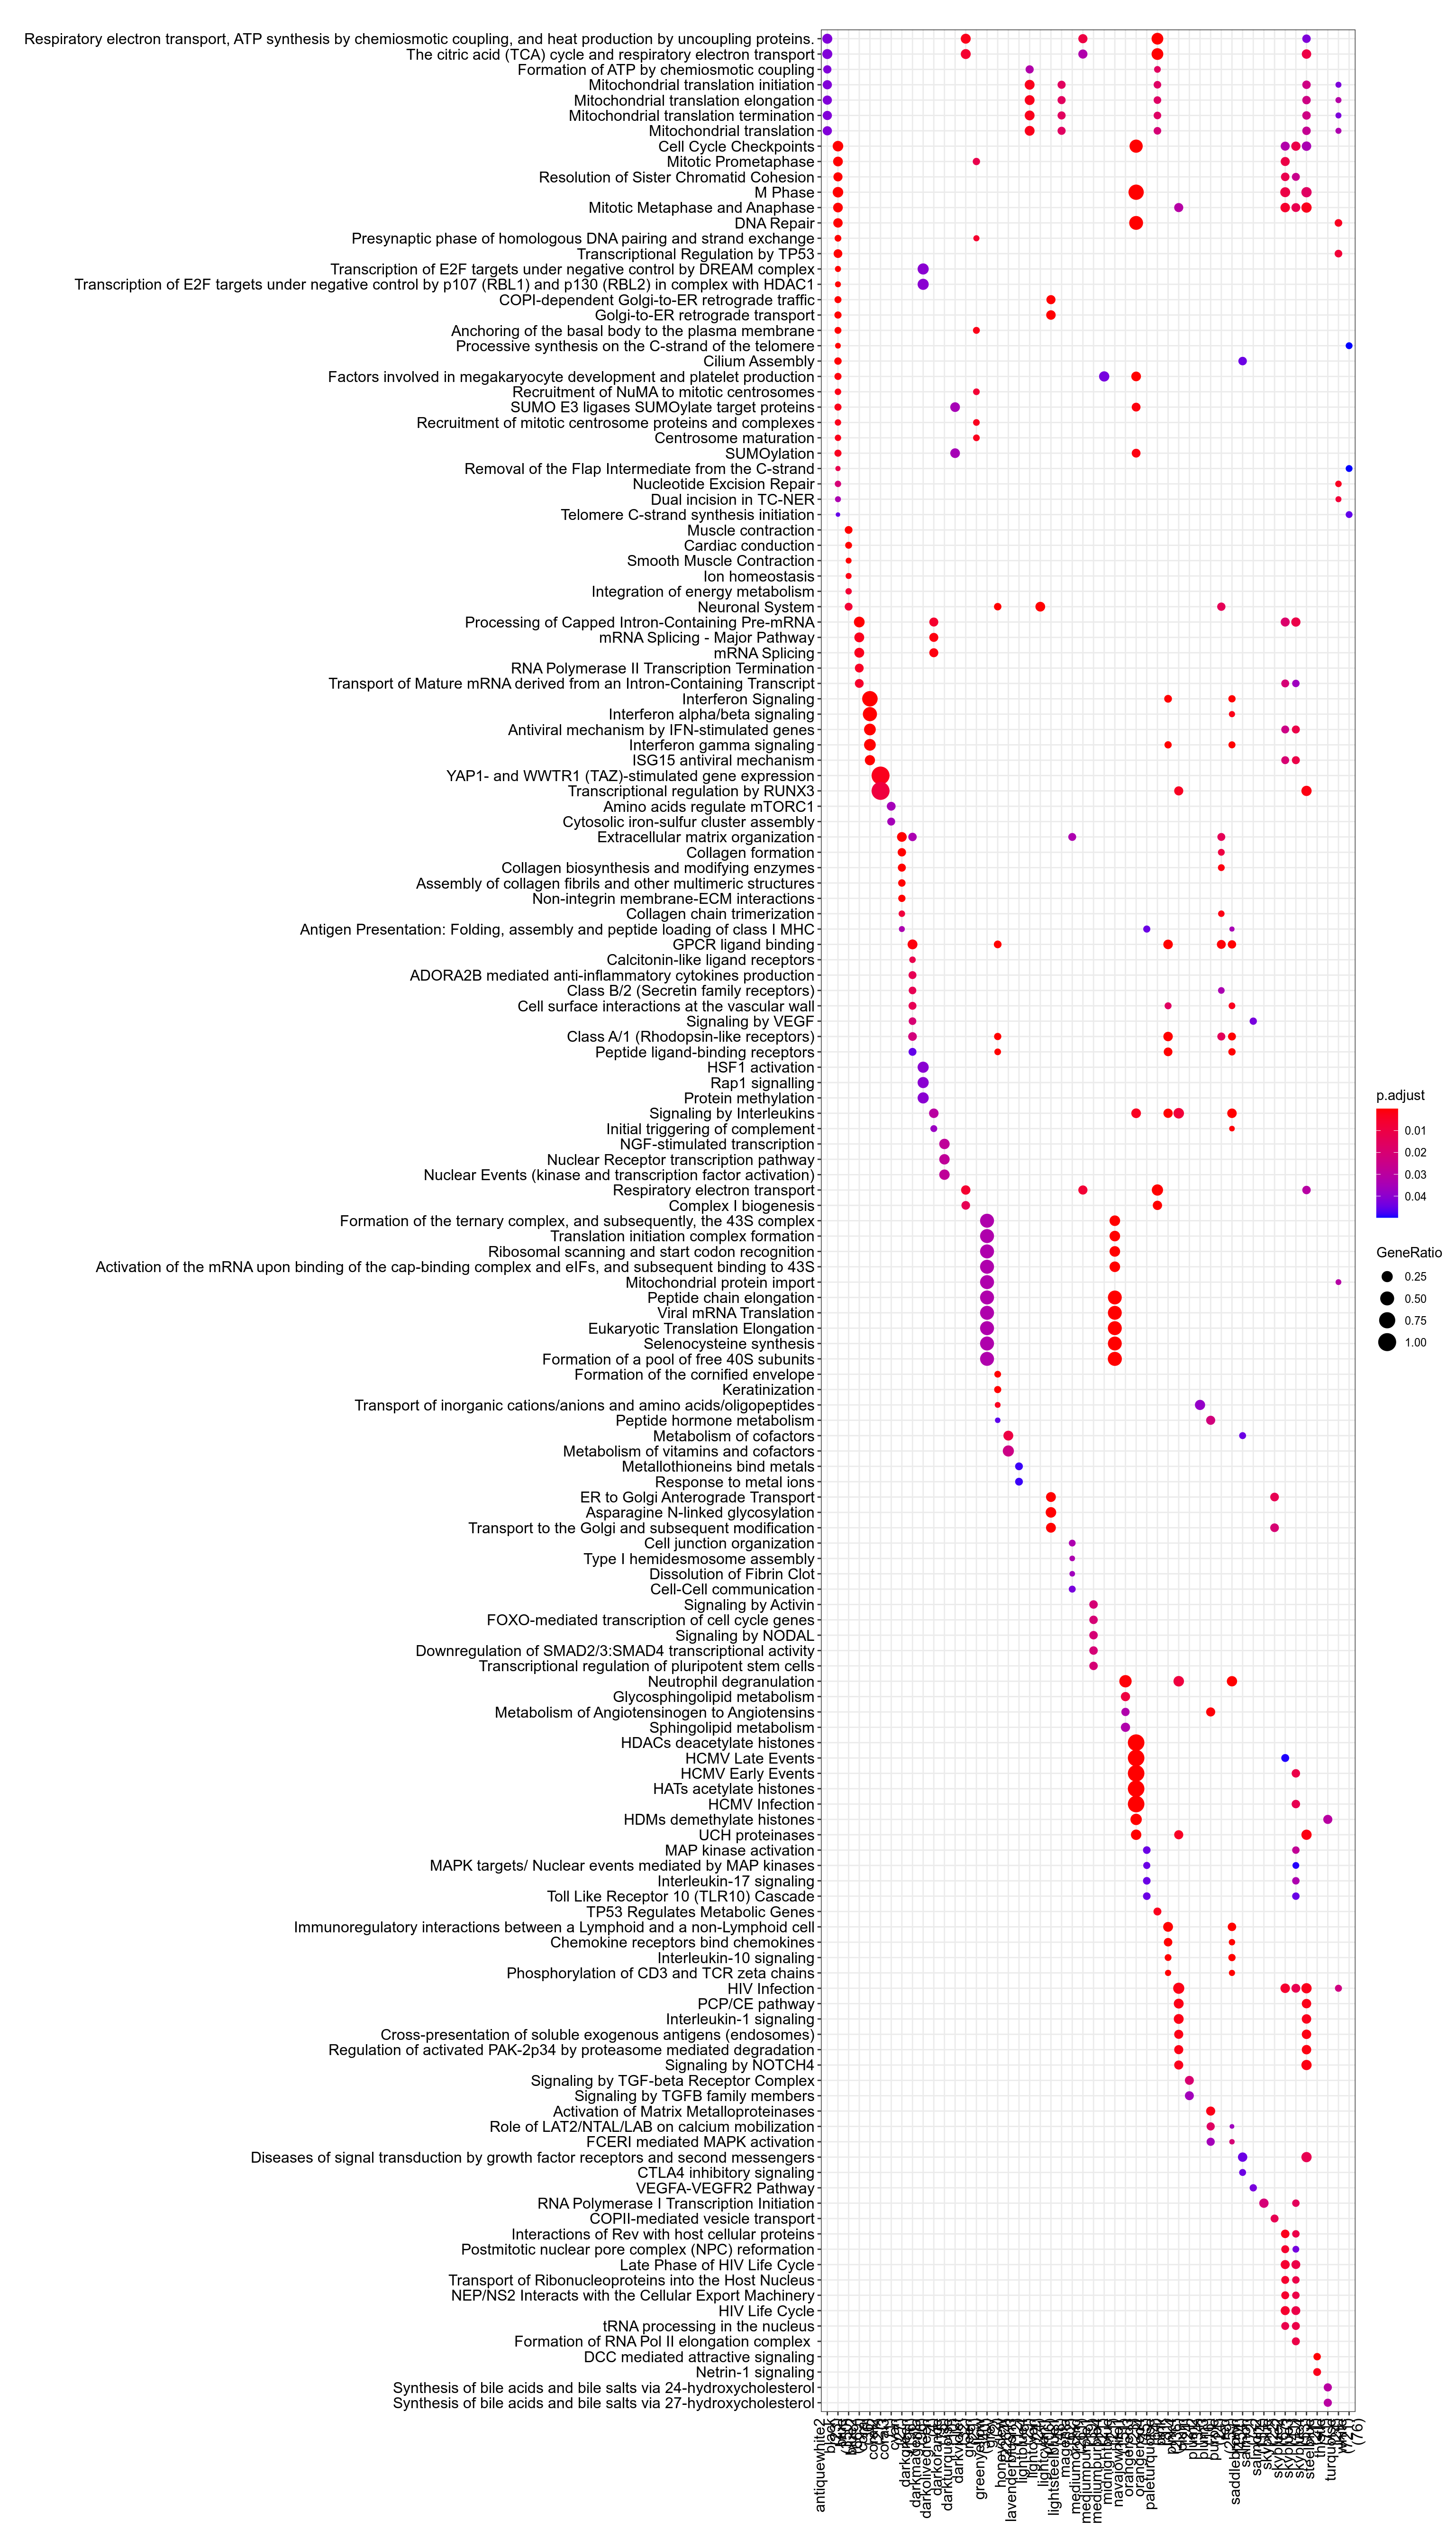 Respiratory electron transport, ATP synthesis by chemiosmotic coupling, and heat production by uncoupling proteins.
The citric acid (TCA) cycle and respiratory electron transport
Formation of ATP by chemiosmotic coupling
Mitochondrial translation initiation
Mitochondrial translation elongation
Mitochondrial translation termination
Mitochondrial translation
Cell Cycle Checkpoints
Mitotic Prometaphase
Resolution of Sister Chromatid Cohesion
M Phase
Mitotic Metaphase and Anaphase
DNA Repair
Presynaptic phase of homologous DNA pairing and strand exchange
Transcriptional Regulation by TP53
Transcription of E2F targets under negative control by DREAM complex
Transcription of E2F targets under negative control by p107 (RBL1) and p130 (RBL2) in complex with HDAC1
COPI-dependent Golgi-to-ER retrograde traffic
Golgi-to-ER retrograde transport
Anchoring of the basal body to the plasma membrane
Processive synthesis on the C-strand of the telomere
Cilium Assembly
Factors involved in megakaryocyte development and platelet production
Recruitment of NuMA to mitotic centrosomes
SUMO E3 ligases SUMOylate target proteins
Recruitment of mitotic centrosome proteins and complexes
Centrosome maturation
SUMOylation
Removal of the Flap Intermediate from the C-strand
Nucleotide Excision Repair
Dual incision in TC-NER
Telomere C-strand synthesis initiation
Muscle contraction
Cardiac conduction
Smooth Muscle Contraction
Ion homeostasis
Integration of energy metabolism
Neuronal System
Processing of Capped Intron-Containing Pre-mRNA
mRNA Splicing - Major Pathway
mRNA Splicing
RNA Polymerase II Transcription Termination
Transport of Mature mRNA derived from an Intron-Containing Transcript
Interferon Signaling
Interferon alpha/beta signaling
Antiviral mechanism by IFN-stimulated genes
Interferon gamma signaling
ISG15 antiviral mechanism
YAP1- and WWTR1 (TAZ)-stimulated gene expression
Transcriptional regulation by RUNX3
Amino acids regulate mTORC1
Cytosolic iron-sulfur cluster assembly
Extracellular matrix organization
Collagen formation
Collagen biosynthesis and modifying enzymes
Assembly of collagen fibrils and other multimeric structures
Non-integrin membrane-ECM interactions
Collagen chain trimerization
Antigen Presentation: Folding, assembly and peptide loading of class I MHC
GPCR ligand binding
Calcitonin-like ligand receptors
ADORA2B mediated anti-inflammatory cytokines production
Class B/2 (Secretin family receptors)
Cell surface interactions at the vascular wall
Signaling by VEGF
Class A/1 (Rhodopsin-like receptors)
Peptide ligand-binding receptors
HSF1 activation
Rap1 signalling
Protein methylation
Signaling by Interleukins
Initial triggering of complement
NGF-stimulated transcription
Nuclear Receptor transcription pathway
Nuclear Events (kinase and transcription factor activation)
Respiratory electron transport
Complex I biogenesis
Formation of the ternary complex, and subsequently, the 43S complex
Translation initiation complex formation
Ribosomal scanning and start codon recognition
Activation of the mRNA upon binding of the cap-binding complex and eIFs, and subsequent binding to 43S
Mitochondrial protein import
Peptide chain elongation
Viral mRNA Translation
Eukaryotic Translation Elongation
Selenocysteine synthesis
Formation of a pool of free 40S subunits
Formation of the cornified envelope
Keratinization
Transport of inorganic cations/anions and amino acids/oligopeptides
Peptide hormone metabolism
Metabolism of cofactors
Metabolism of vitamins and cofactors
Metallothioneins bind metals
Response to metal ions
ER to Golgi Anterograde Transport
Asparagine N-linked glycosylation
Transport to the Golgi and subsequent modification
Cell junction organization
Type I hemidesmosome assembly
Dissolution of Fibrin Clot
Cell-Cell communication
Signaling by Activin
FOXO-mediated transcription of cell cycle genes
Signaling by NODAL
Downregulation of SMAD2/3:SMAD4 transcriptional activity
Transcriptional regulation of pluripotent stem cells
Neutrophil degranulation
Glycosphingolipid metabolism
Metabolism of Angiotensinogen to Angiotensins
Sphingolipid metabolism
HDACs deacetylate histones
HCMV Late Events
HCMV Early Events
HATs acetylate histones
HCMV Infection
HDMs demethylate histones
UCH proteinases
MAP kinase activation
MAPK targets/ Nuclear events mediated by MAP kinases
Interleukin-17 signaling
Toll Like Receptor 10 (TLR10) Cascade
TP53 Regulates Metabolic Genes
Immunoregulatory interactions between a Lymphoid and a non-Lymphoid cell
Chemokine receptors bind chemokines
Interleukin-10 signaling
Phosphorylation of CD3 and TCR zeta chains
HIV Infection
PCP/CE pathway
Interleukin-1 signaling
Cross-presentation of soluble exogenous antigens (endosomes)
Regulation of activated PAK-2p34 by proteasome mediated degradation
Signaling by NOTCH4
Signaling by TGF-beta Receptor Complex
Signaling by TGFB family members
Activation of Matrix Metalloproteinases
Role of LAT2/NTAL/LAB on calcium mobilization
FCERI mediated MAPK activation
Diseases of signal transduction by growth factor receptors and second messengers
CTLA4 inhibitory signaling
VEGFA-VEGFR2 Pathway
RNA Polymerase I Transcription Initiation
COPII-mediated vesicle transport
Interactions of Rev with host cellular proteins
Postmitotic nuclear pore complex (NPC) reformation
Late Phase of HIV Life Cycle
Transport of Ribonucleoproteins into the Host Nucleus
NEP/NS2 Interacts with the Cellular Export Machinery
HIV Life Cycle
tRNA processing in the nucleus
Formation of RNA Pol II elongation complex
DCC mediated attractive signaling
Netrin-1 signaling
Synthesis of bile acids and bile salts via 24-hydroxycholesterol
Synthesis of bile acids and bile salts via 27-hydroxycholesterol
p.adjust
0.01
0.02
0.03
0.04
GeneRatio
0.25
0.50
0.75
1.00
antiquewhite2
(76)